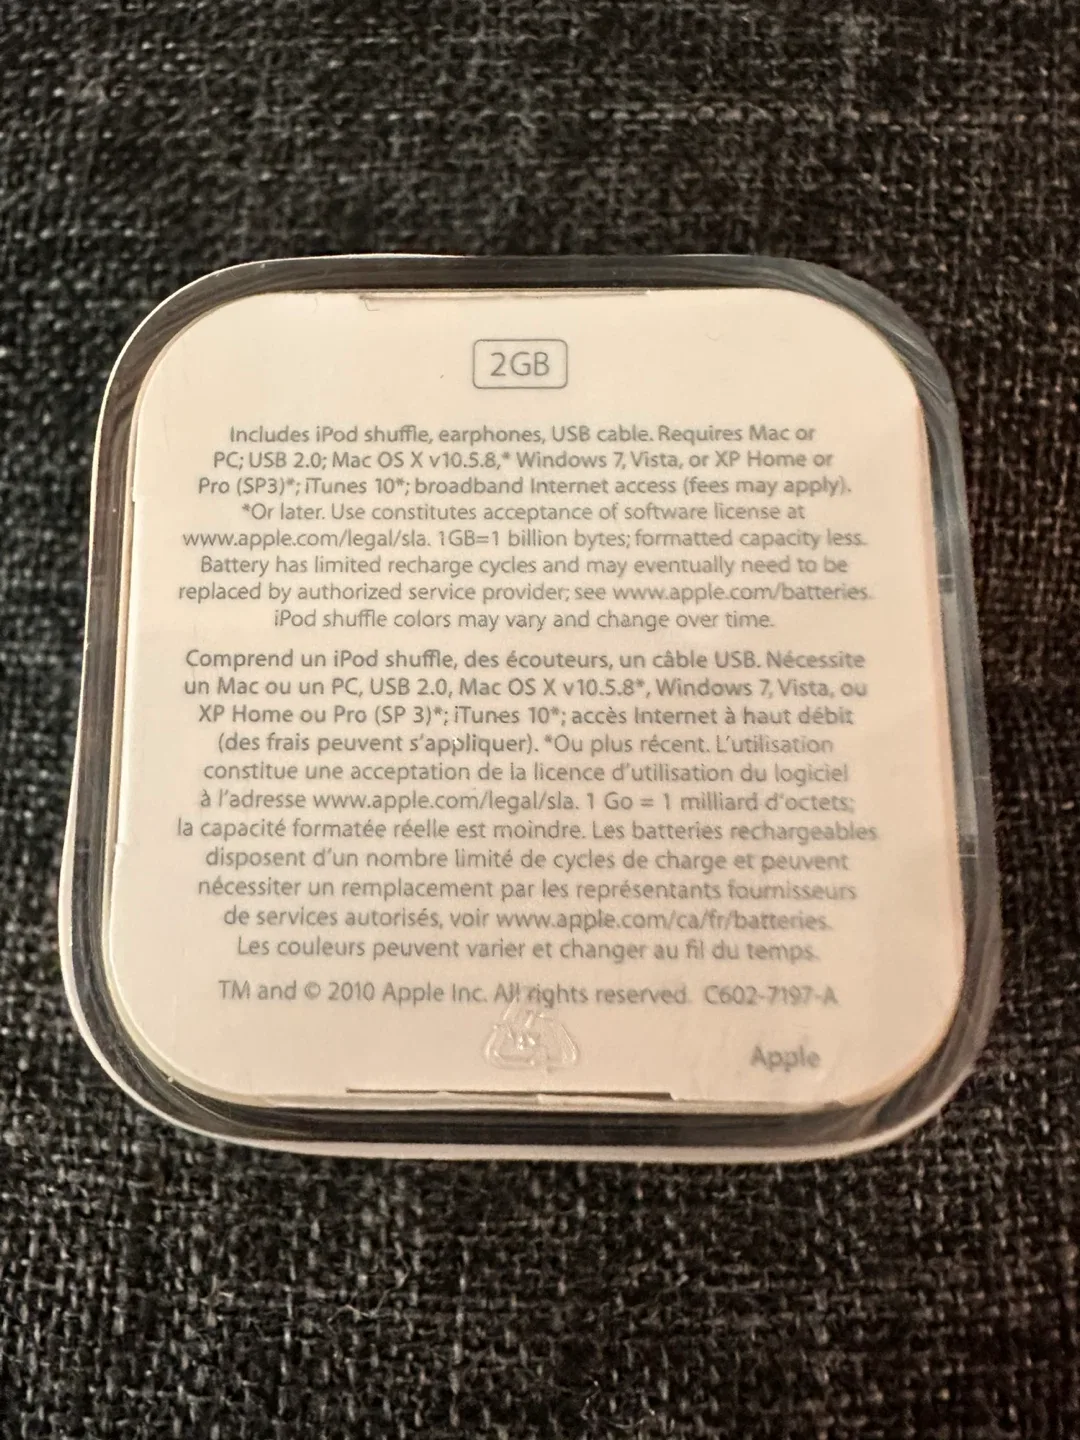 2GB
Includes iPod shuffle, earphones, USB cable. Requires Mac or
PC; USB 2.0; Mac OS X v10.5.8,* Windows 7, Vista, or XP Home or
Pro (SP3)*; iTunes 10*; broadband Internet access (fees may apply).
*Or later. Use constitutes acceptance of software license at
www.apple.com/legal/sla. 1GB=1 billion bytes; formatted capacity less.
Battery has limited recharge cycles and may eventually need to be
replaced by authorized service provider; see www.apple.com/batteries.
iPod shuffle colors may vary and change over time.
Comprend un iPod shuffle, des écouteurs, un câble USB. Nécessite
un Mac ou un PC, USB 2.0, Mac OS X v10.5.8*, Windows 7, Vista, ou
XP Home ou Pro (SP 3)*; iTunes 10*; accès Internet à haut débit
(des frais peuvent s'appliquer). *Ou plus récent. L'utilisation
constitue une acceptation de la licence d'utilisation du logiciel
à l'adresse www.apple.com/legal/sla. 1 Go = 1 milliard d'octets;
la capacité formatée réelle est moindre. Les batteries rechargeables
disposent d'un nombre limité de cycles de charge et peuvent
nécessiter un remplacement par les représentants fournisseurs
de services autorisés, voir www.apple.com/ca/fr/batteries.
Les couleurs peuvent varier et changer au fil du temps.
TM and © 2010 Apple Inc. All rights reserved. C602-7197-A
Apple